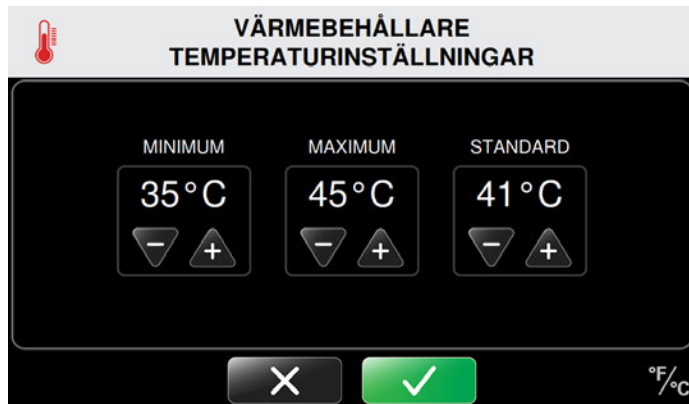 VÄRMEBEHÅLLARE
TEMPERATURINSTÄLLNINGAR
MINIMUM MAXIMUM STANDARD
35°C 45°C 41°C
− + − + − +
°F/°C